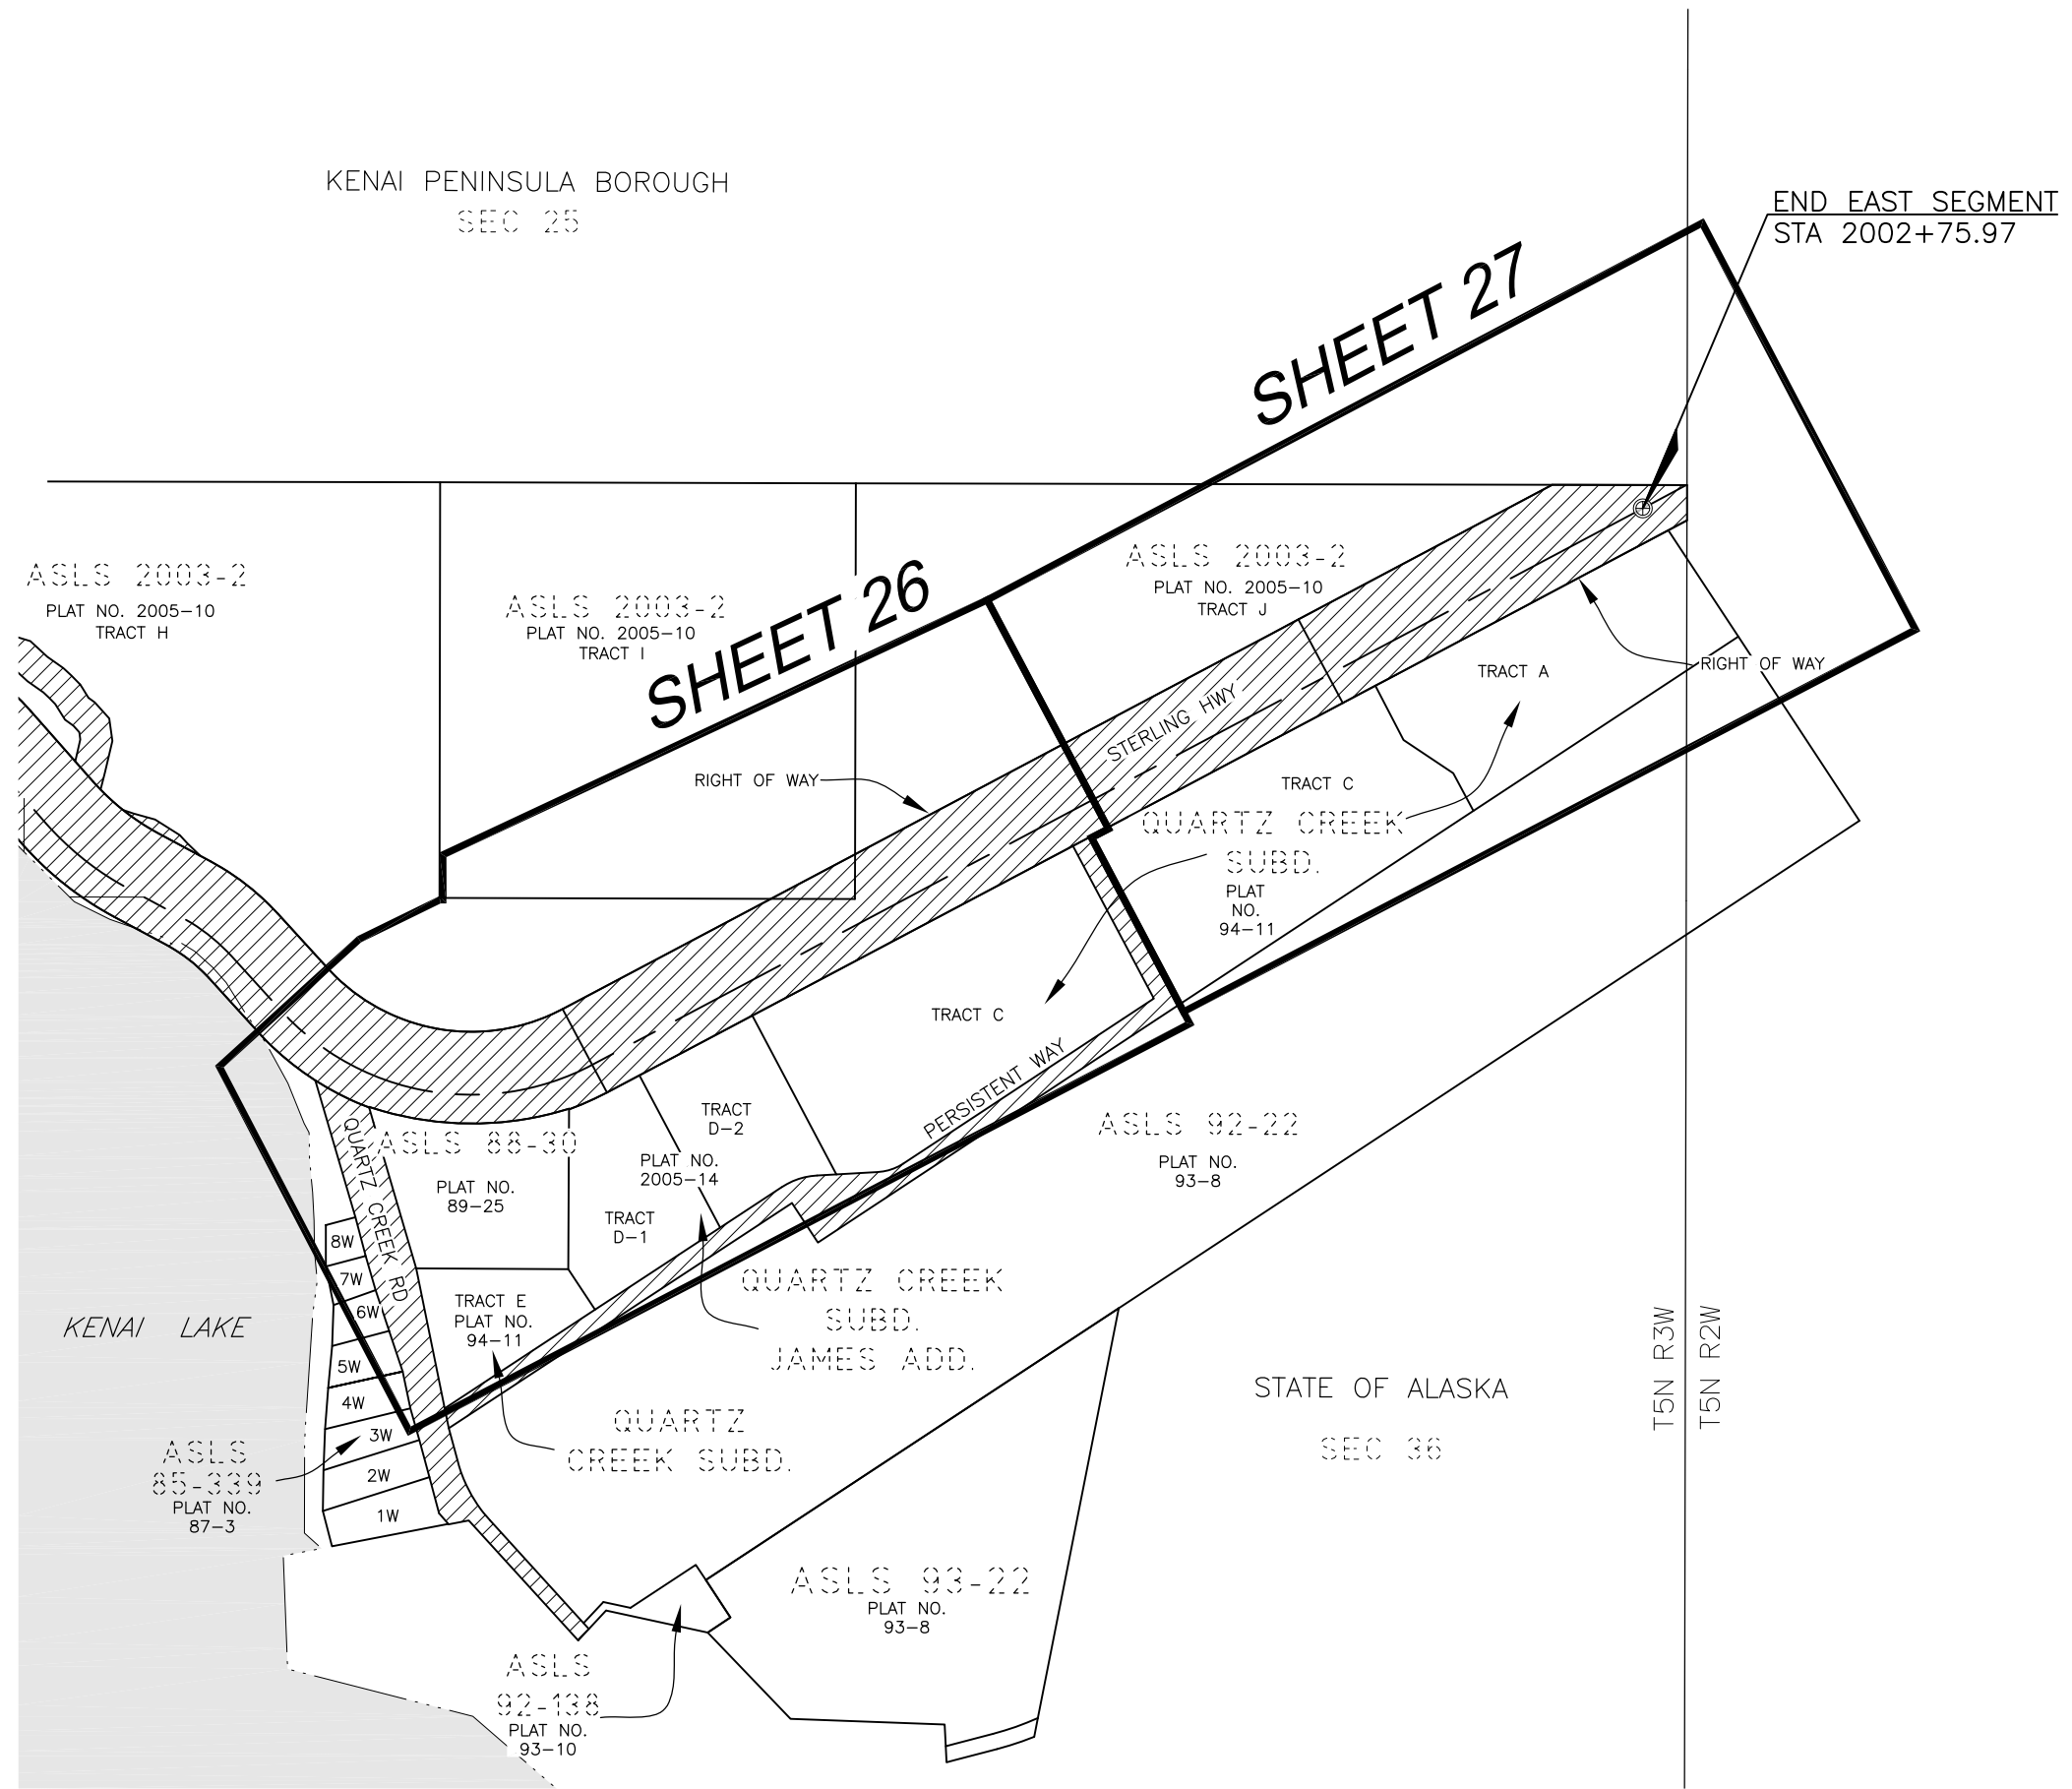 KENAI PENINSULA BOROUGH
SEC 25
END EAST SEGMENT
STA 2002+75.97
SHEET 27
SHEET 26
ASLS 2003-2
PLAT NO. 2005-10
TRACT H
ASLS 2003-2
PLAT NO. 2005-10
TRACT I
ASLS 2003-2
PLAT NO. 2005-10
TRACT J
RIGHT OF WAY
TRACT A
STERLING HWY
RIGHT OF WAY
TRACT C
QUARTZ CREEK
SUBD.
PLAT
NO.
94-11
TRACT C
PERSISTENT WAY
TRACT
D-2
ASLS 92-22
PLAT NO.
93-8
QUARTZ CREEK RD
ASLS 88-30
PLAT NO.
89-25
PLAT NO.
2005-14
TRACT
D-1
8W
7W
6W
5W
4W
3W
2W
1W
TRACT E
PLAT NO.
94-11
QUARTZ CREEK
SUBD.
JAMES ADD.
KENAI LAKE
QUARTZ
CREEK SUBD.
ASLS
85-339
PLAT NO.
87-3
STATE OF ALASKA
SEC 36
T5N R3W
T5N R2W
ASLS 93-22
PLAT NO.
93-8
ASLS
92-138
PLAT NO.
93-10